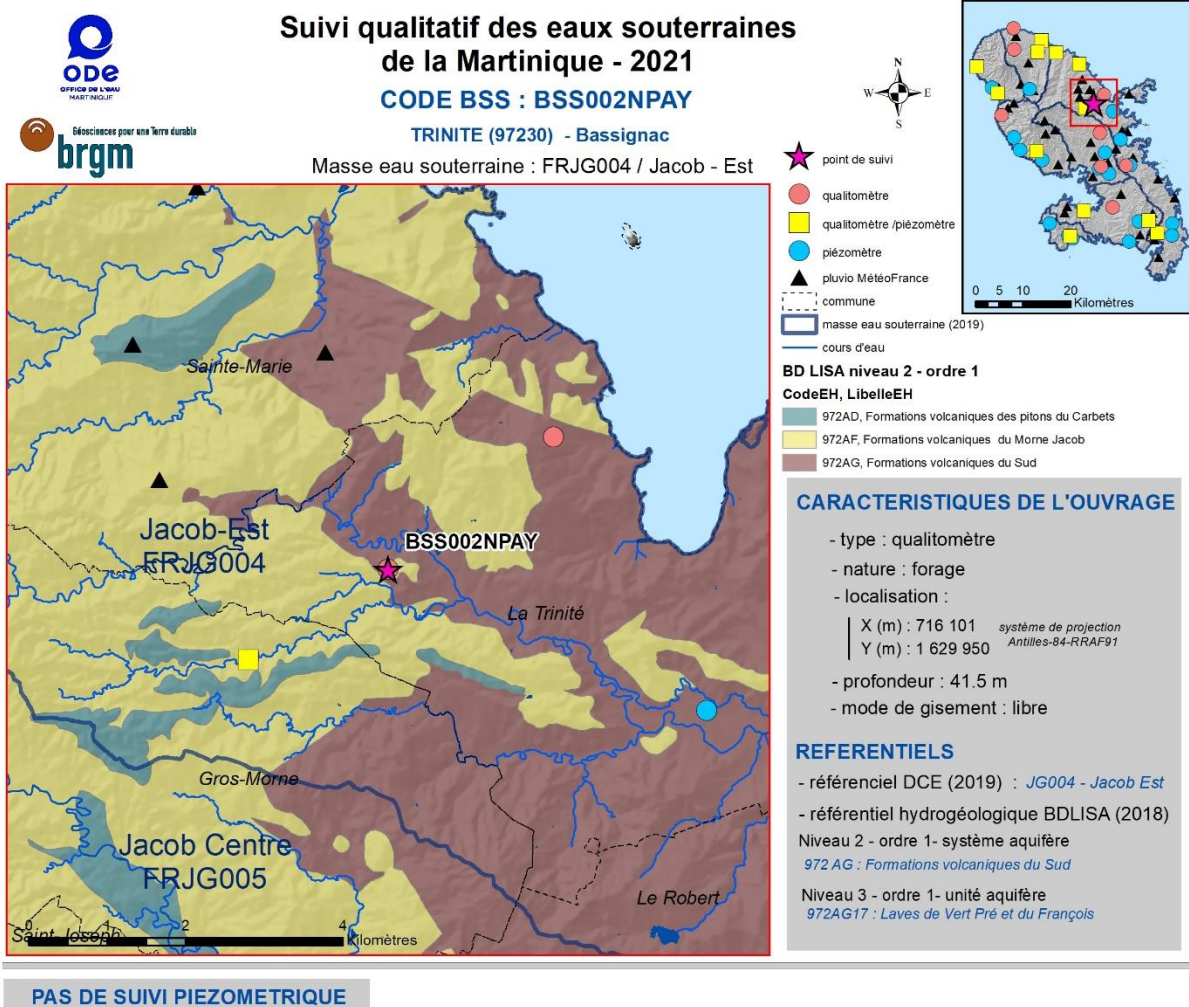 ODE
OFFICE DE L'EAU
MARTINIQUE
Géosciences pour une Terre durable
brgm
Suivi qualitatif des eaux souterraines
de la Martinique - 2021
CODE BSS : BSS002NPAY
TRINITE (97230) - Bassignac
Masse eau souterraine : FRJG004 / Jacob - Est
N
W E
S
point de suivi
qualitomètre
qualitomètre /piézomètre
piézomètre
pluvio MétéoFrance
commune
masse eau souterraine (2019)
cours d'eau
0 5 10 20
Kilomètres
BD LISA niveau 2 - ordre 1
CodeEH, LibelleEH
972AD, Formations volcaniques des pitons du Carbets
972AF, Formations volcaniques du Morne Jacob
972AG, Formations volcaniques du Sud
Sainte-Marie
Jacob-Est
FRJG004
BSS002NPAY
La Trinité
Gros-Morne
Jacob Centre
FRJG005
Le Robert
Saint-Joseph
0 2 4
Kilomètres
CARACTERISTIQUES DE L'OUVRAGE
- type : qualitomètre
- nature : forage
- localisation :
X (m) : 716 101
Y (m) : 1 629 950
système de projection
Antilles-84-RRAF91
- profondeur : 41.5 m
- mode de gisement : libre
REFERENTIELS
- référenciel DCE (2019) : JG004 - Jacob Est
- référentiel hydrogéologique BDLISA (2018)
Niveau 2 - ordre 1- système aquifère
972 AG : Formations volcaniques du Sud
Niveau 3 - ordre 1- unité aquifère
972AG17 : Laves de Vert Pré et du François
PAS DE SUIVI PIEZOMETRIQUE